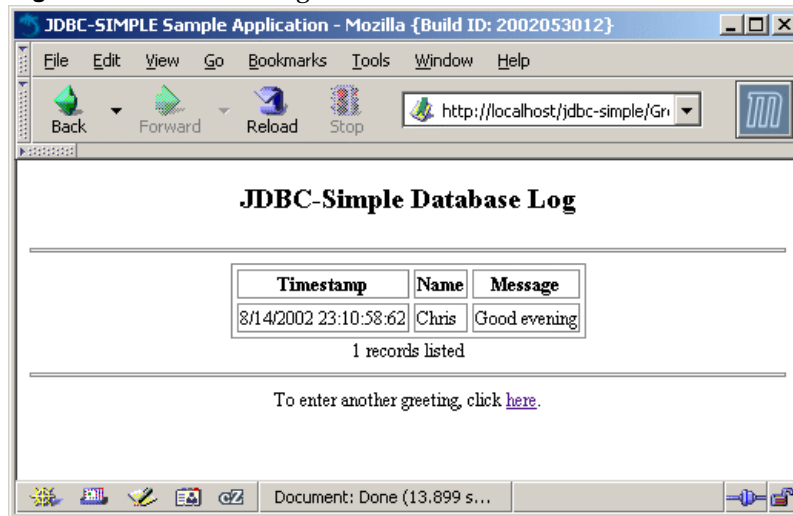 JDBC-SIMPLE Sample Application - Mozilla {Build ID: 2002053012}
File Edit View Go Bookmarks Tools Window Help
Back Forward Reload Stop http://localhost/jdbc-simple/Gr
JDBC-Simple Database Log
Timestamp Name Message
8/14/2002 23:10:58:62 Chris Good evening
1 records listed
To enter another greeting, click here.
Document: Done (13.899 s...